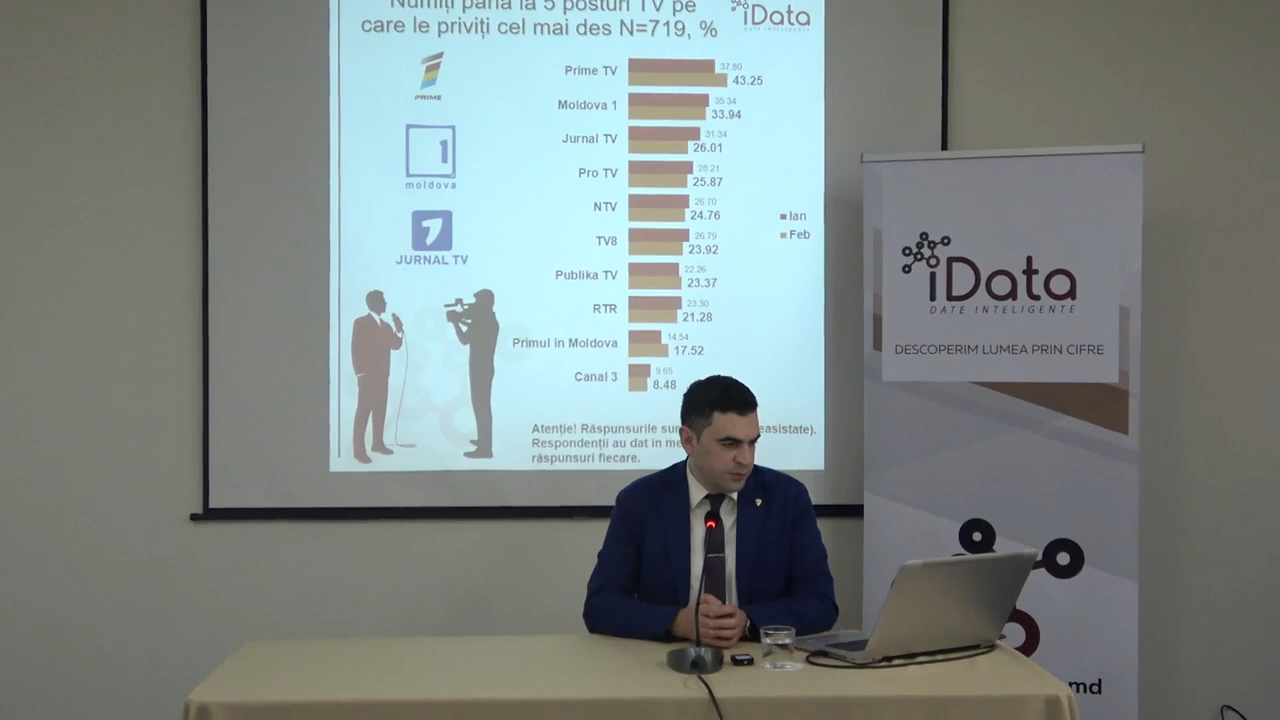 Numiți până la 5 posturi TV pe
care le priviți cel mai des N=719, %
iData
DATE INTELIGENTE
PRIME
1
moldova
JURNAL TV
Prime TV 37.80 43.25
Moldova 1 35.34 33.94
Jurnal TV 31.34 26.01
Pro TV 28.21 25.87
NTV 26.70 24.76
TV8 26.79 23.92
Publika TV 22.26 23.37
RTR 23.30 21.28
Primul in Moldova 14.54 17.52
Canal 3 9.65 8.48
Ian
Feb
Atenție! Răspunsurile easistate).
Respondenții au dat în
răspunsuri fiecare.
iData
DATE INTELIGENTE
DESCOPERIM LUMEA PRIN CIFRE
md